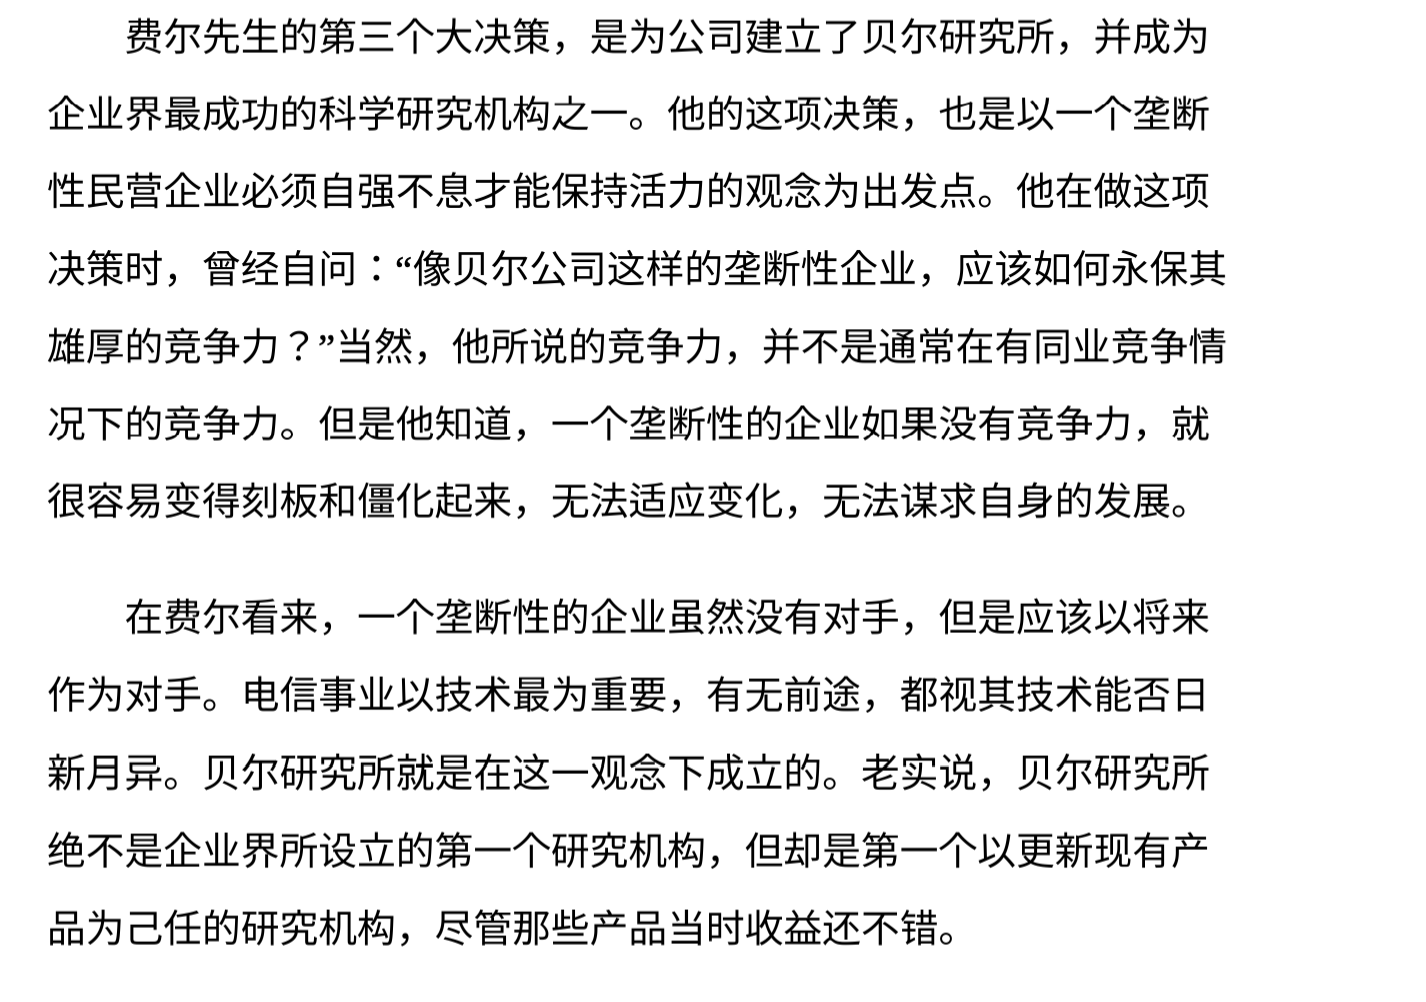 费尔先生的第三个大决策，是为公司建立了贝尔研究所，并成为
企业界最成功的科学研究机构之一。他的这项决策，也是以一个垄断
性民营企业必须自强不息才能保持活力的观念为出发点。他在做这项
决策时，曾经自问：“像贝尔公司这样的垄断性企业，应该如何永保其
雄厚的竞争力？”当然，他所说的竞争力，并不是通常在有同业竞争情
况下的竞争力。但是他知道，一个垄断性的企业如果没有竞争力，就
很容易变得刻板和僵化起来，无法适应变化，无法谋求自身的发展。
在费尔看来，一个垄断性的企业虽然没有对手，但是应该以将来
作为对手。电信事业以技术最为重要，有无前途，都视其技术能否日
新月异。贝尔研究所就是在这一观念下成立的。老实说，贝尔研究所
绝不是企业界所设立的第一个研究机构，但却是第一个以更新现有产
品为己任的研究机构，尽管那些产品当时收益还不错。